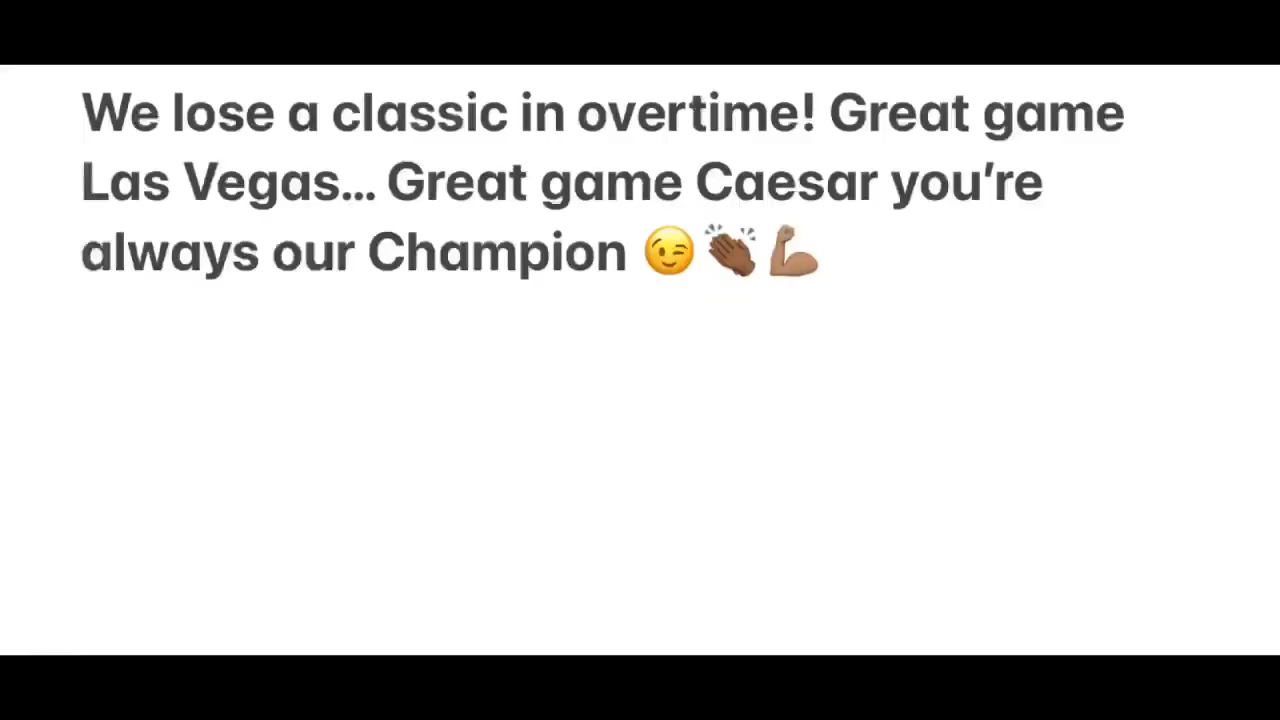 We lose a classic in overtime! Great game
Las Vegas... Great game Caesar you’re
always our Champion 😉👏🏾💪🏽